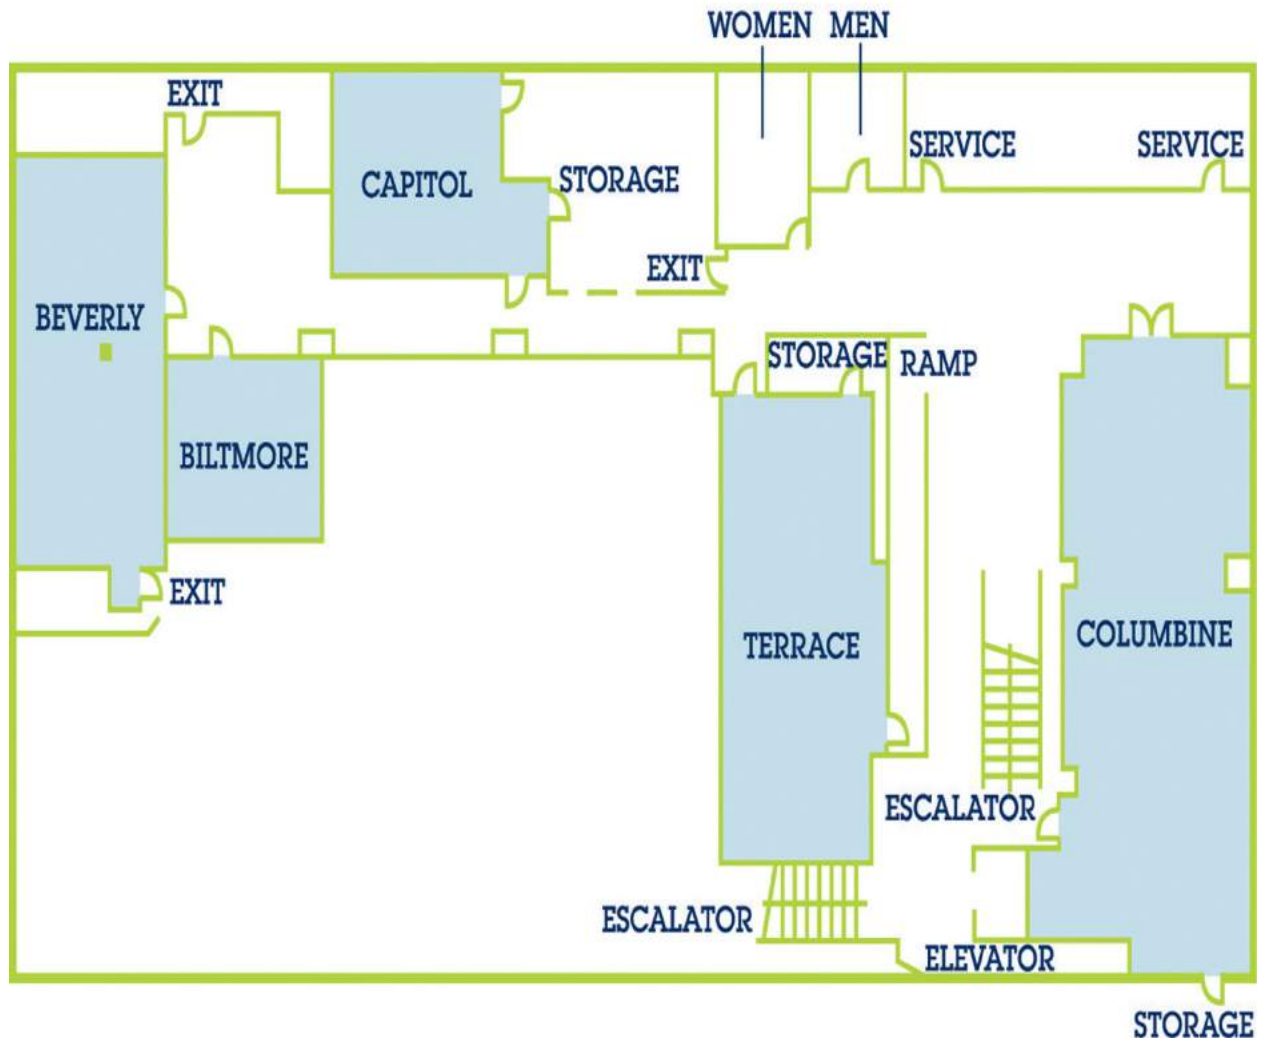 WOMEN MEN
EXIT
SERVICE
SERVICE
CAPITOL
STORAGE
EXIT
BEVERLY
STORAGE
RAMP
BILTMORE
EXIT
TERRACE
COLUMBINE
ESCALATOR
ESCALATOR
ELEVATOR
STORAGE